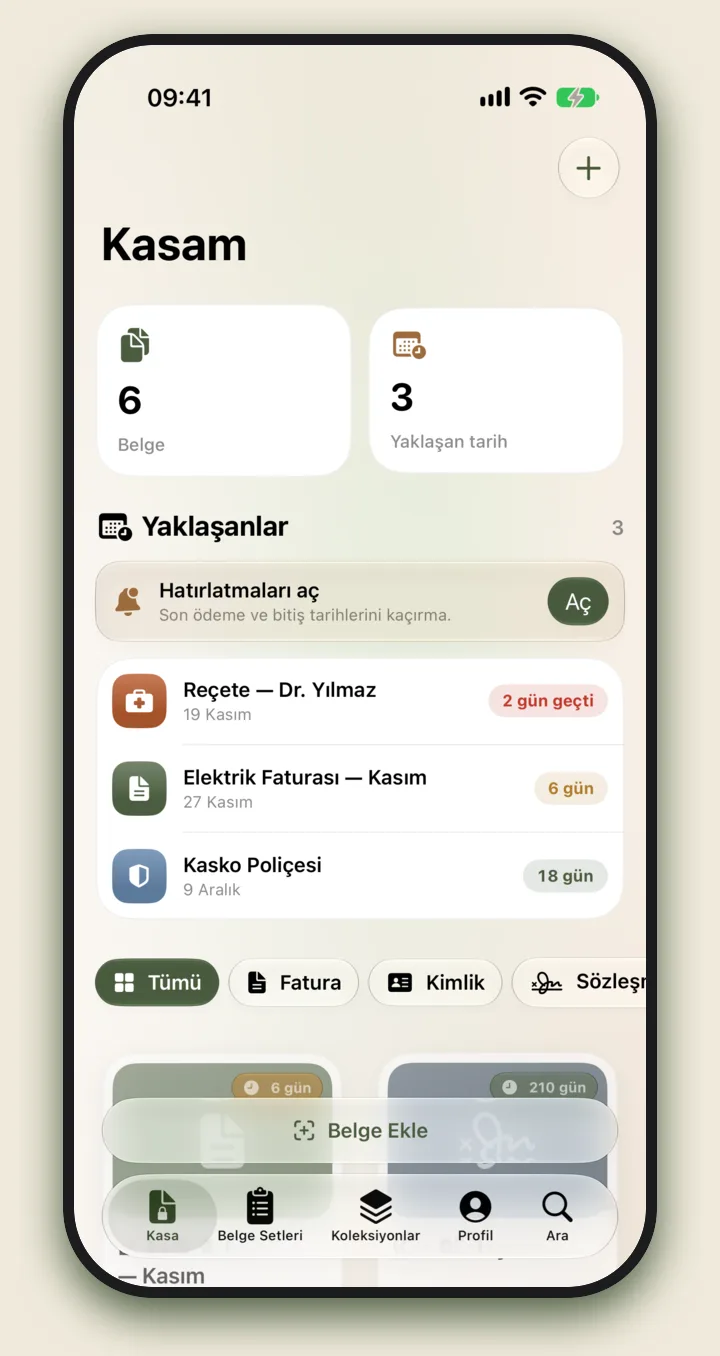 09:41
Kasam
6
Belge
3
Yaklaşan tarih
Yaklaşanlar
3
Hatırlatmaları aç
Son ödeme ve bitiş tarihlerini kaçırma.
Aç
Reçete — Dr. Yılmaz
19 Kasım
2 gün geçti
Elektrik Faturası — Kasım
27 Kasım
6 gün
Kasko Poliçesi
9 Aralık
18 gün
Tümü
Fatura
Kimlik
Sözleşm
6 gün
210 gün
Belge Ekle
Kasa
Belge Setleri
Koleksiyonlar
Profil
Ara
— Kasım